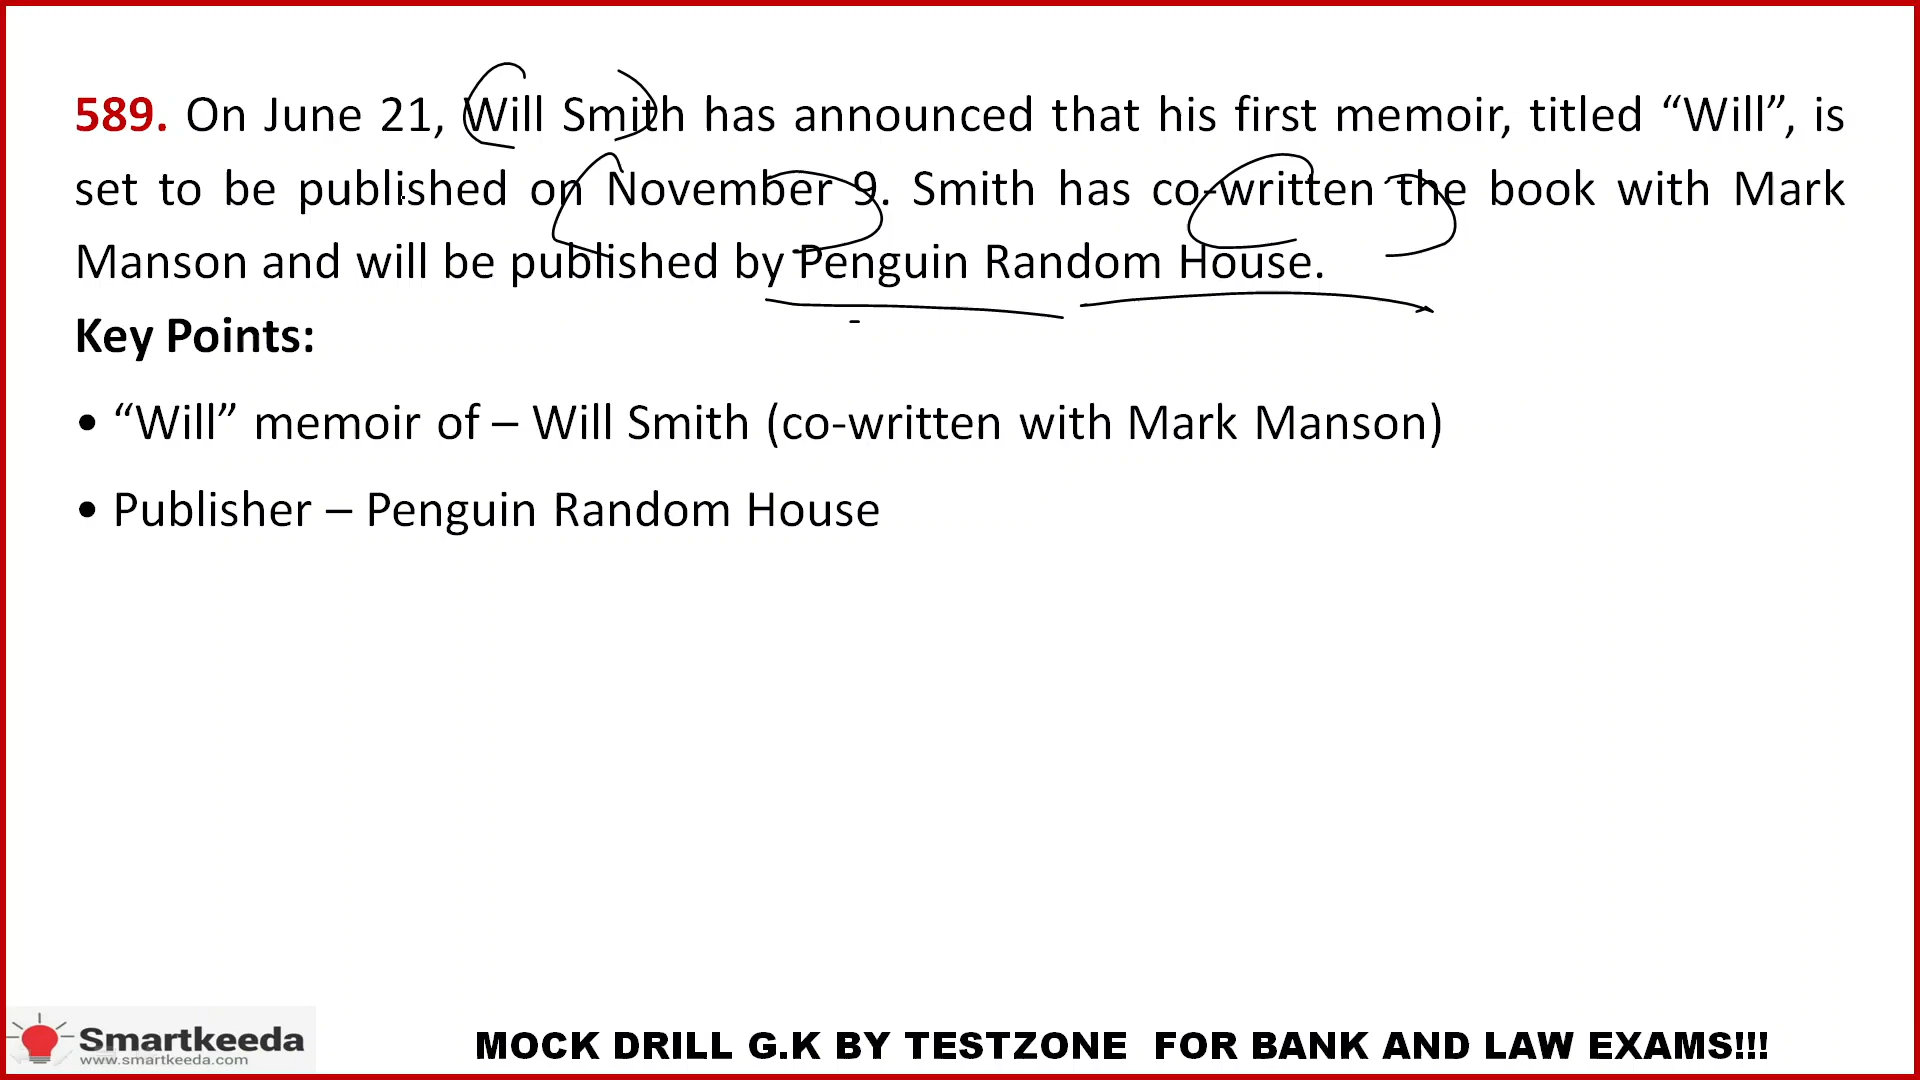 589. On June 21, Will Smith has announced that his first memoir, titled “Will”, is
set to be published on November 9. Smith has co-written the book with Mark
Manson and will be published by Penguin Random House.
Key Points:
• “Will” memoir of – Will Smith (co-written with Mark Manson)
• Publisher – Penguin Random House
Smartkeeda
www.smartkeeda.com
MOCK DRILL G.K BY TESTZONE FOR BANK AND LAW EXAMS!!!